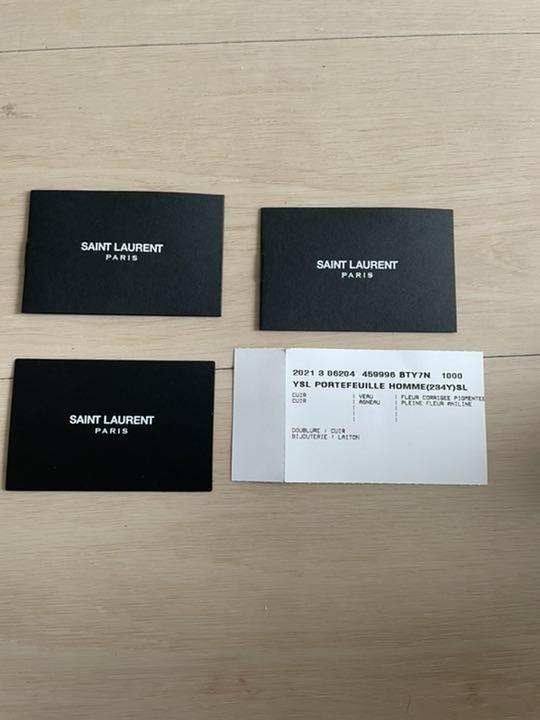 SAINT LAURENT
PARIS
SAINT LAURENT
PARIS
SAINT LAURENT
PARIS
2021 3 06204 459996 BTY7N 1000
YSL PORTEFEUILLE HOMME(234Y)SL
CUIR | VEAU | FLEUR CORRIGEE PIGMENTEE
CUIR | AGNEAU | PLEINE FLEUR ANILINE
DOUBLURE : CUIR
BIJOUTERIE : LAITON